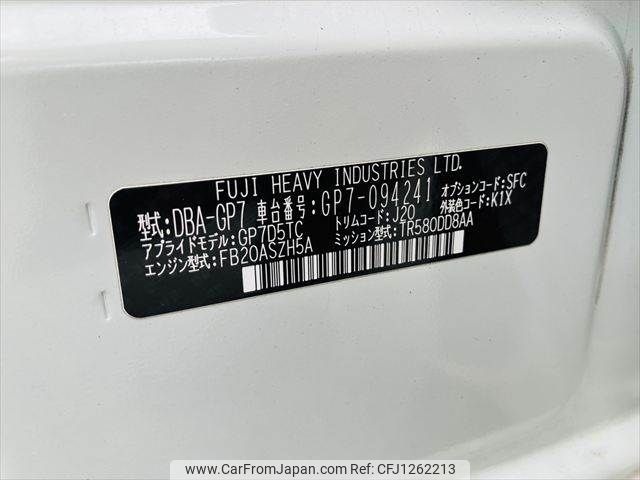 FUJI HEAVY INDUSTRIES LTD.
型式:DBA-GP7 車台番号:GP7-094241 オプションコード:SFC
アプライドモデル:GP7D5TC トリムコード:J20 外装色コード:K1X
エンジン型式:FB20ASZH5A ミッション型式:TR580DD8AA
www.CarFromJapan.com - Stock# CFJ1262213